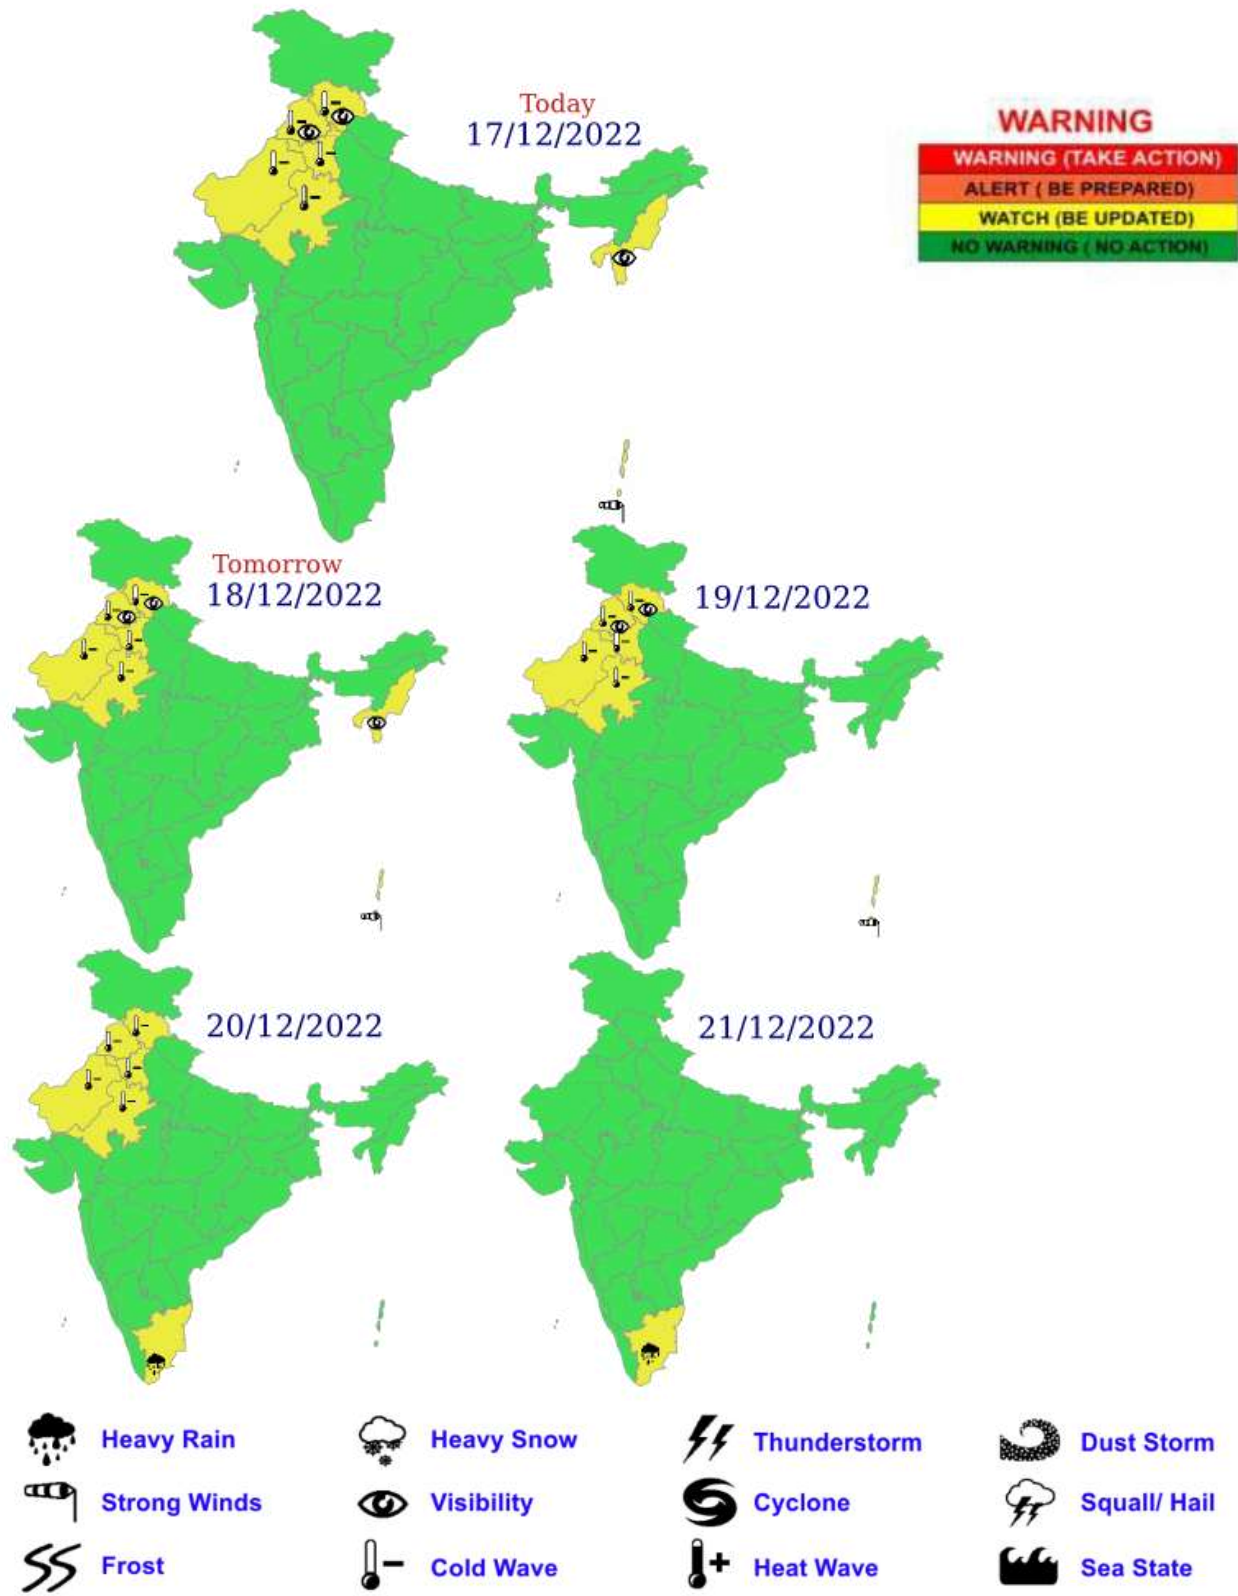 Today
17/12/2022
WARNING
WARNING (TAKE ACTION)
ALERT ( BE PREPARED)
WATCH (BE UPDATED)
NO WARNING ( NO ACTION)
Tomorrow
18/12/2022
19/12/2022
20/12/2022
21/12/2022
Heavy Rain
Heavy Snow
Thunderstorm
Dust Storm
Strong Winds
Visibility
Cyclone
Squall/ Hail
Frost
Cold Wave
Heat Wave
Sea State